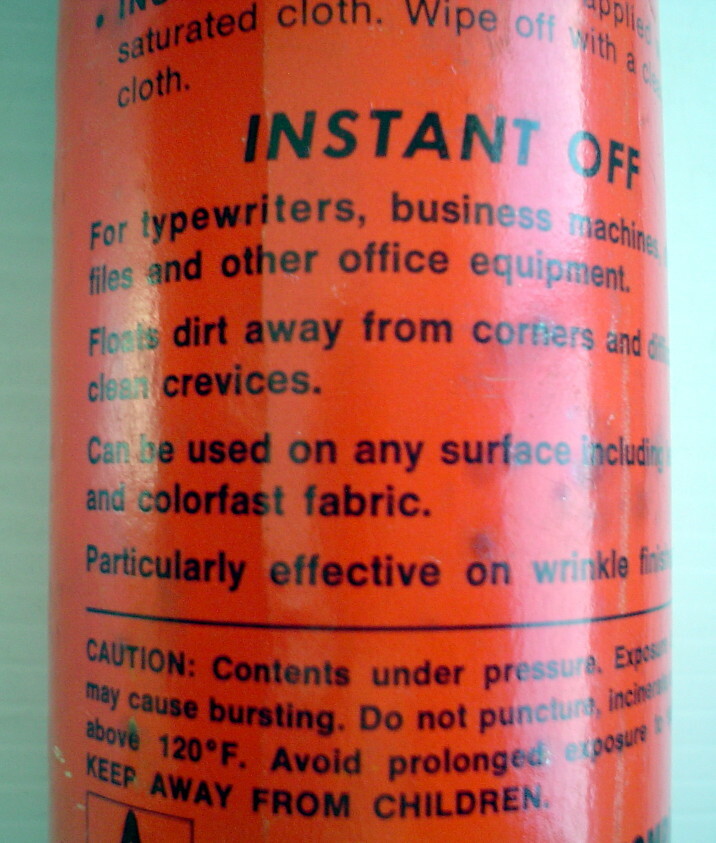 saturated cloth. Wipe off with a
cloth.
INSTANT OFF
For typewriters, business machines,
files and other office equipment.
Floats dirt away from corners and
clean crevices.
Can be used on any surface including
and colorfast fabric.
Particularly effective on wrinkle
CAUTION: Contents under pressure.
may cause bursting. Do not puncture,
above 120°F. Avoid prolonged exposure
KEEP AWAY FROM CHILDREN.